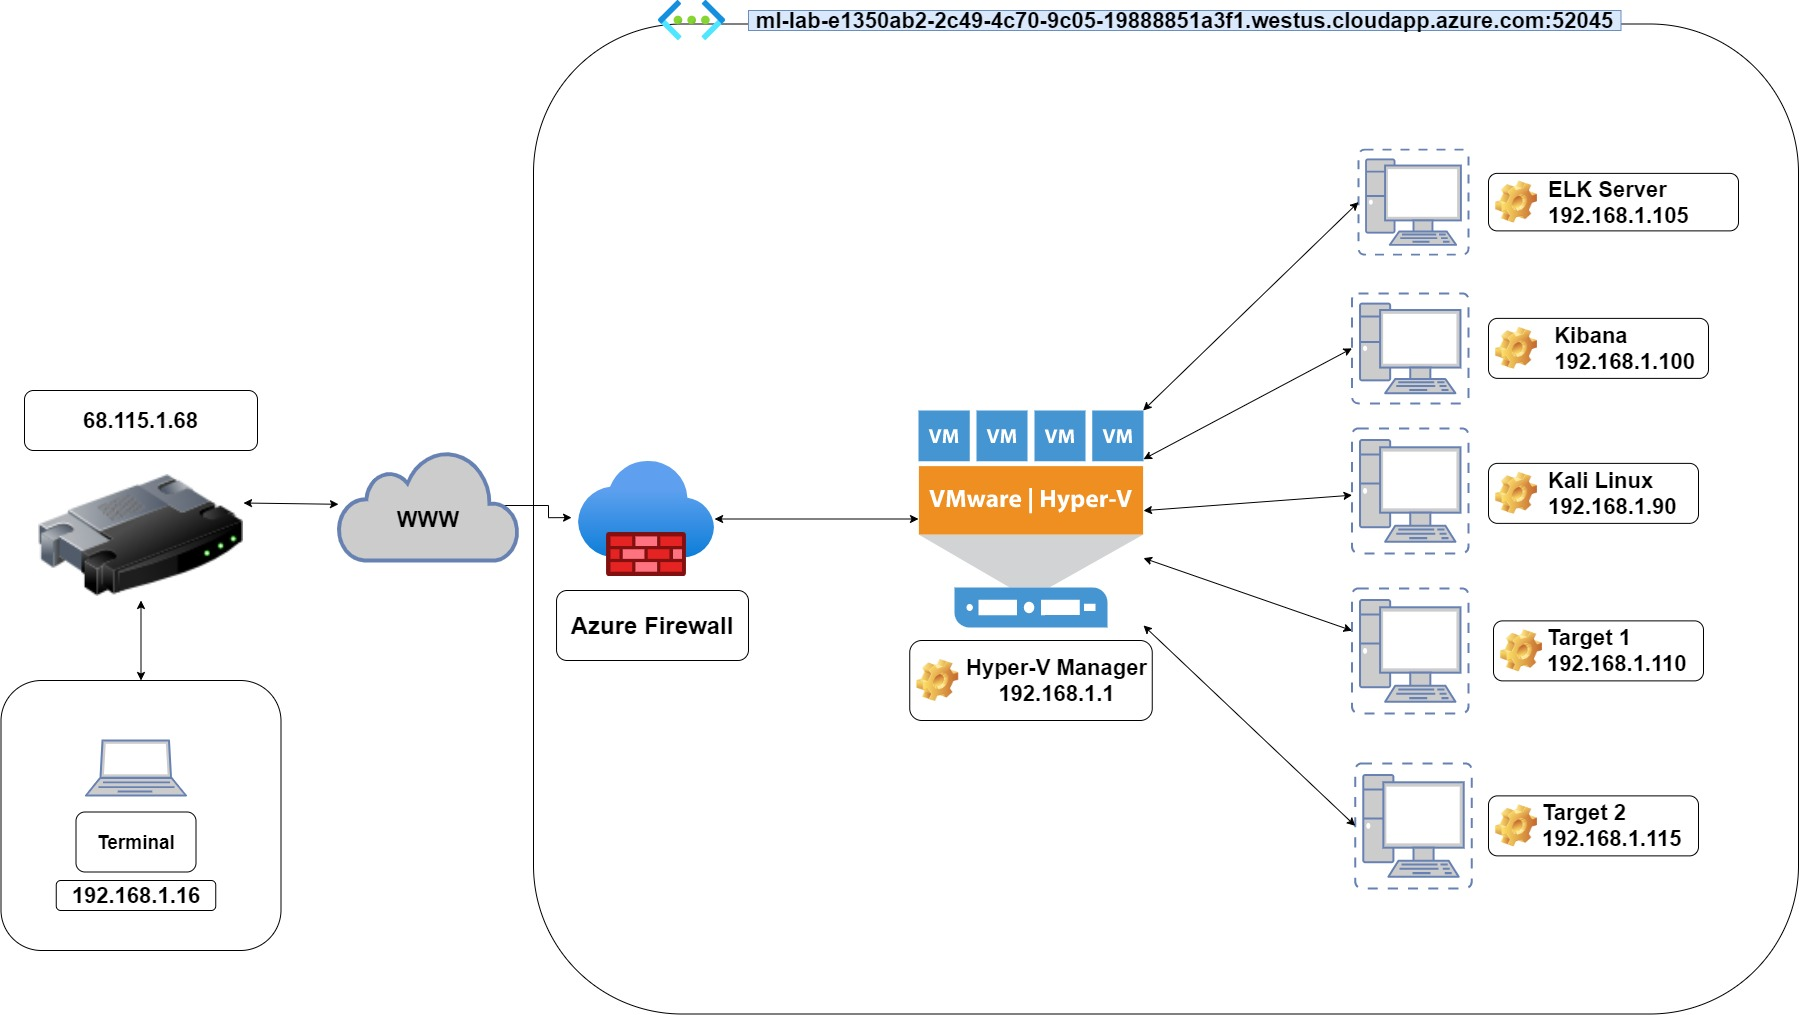 ml-lab-e1350ab2-2c49-4c70-9c05-19888851a3f1.westus.cloudapp.azure.com:52045
ELK Server
192.168.1.105
Kibana
192.168.1.100
68.115.1.68
VM VM VM VM
VMware | Hyper-V
Kali Linux
192.168.1.90
WWW
Azure Firewall
Hyper-V Manager
192.168.1.1
Target 1
192.168.1.110
Target 2
192.168.1.115
Terminal
192.168.1.16